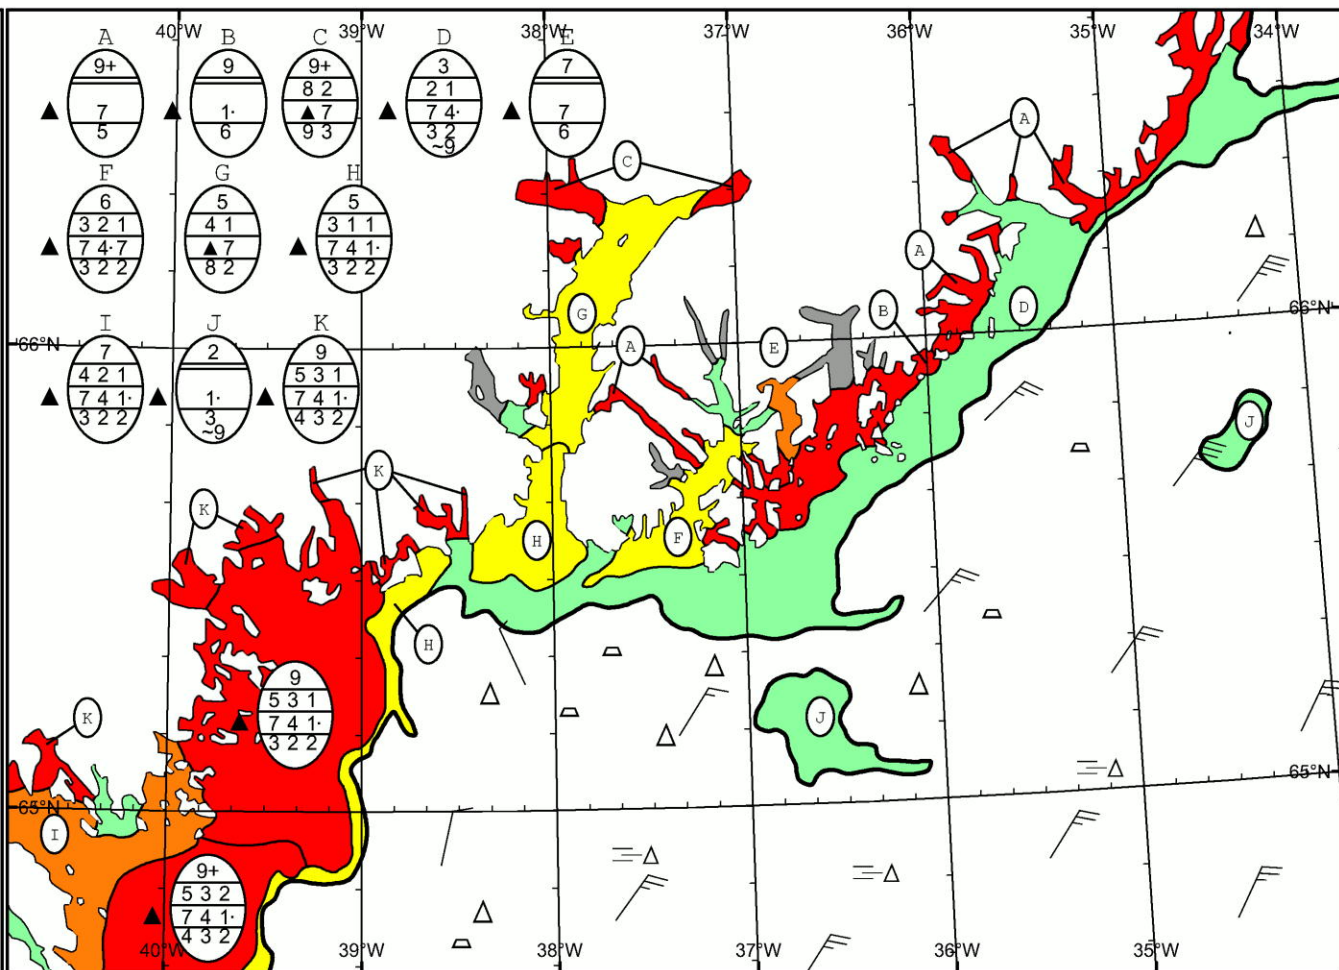 40°W 39°W 38°W 37°W 36°W 35°W 34°W
A B C D E
9+ 9 9+ 3 7
8 2 2 1
7 1· ▲ 7 7 4· 7
5 6 9 3 3 2 6
~9
F G H
6 5 5
3 2 1 4 1 3 1 1
7 4· 7 ▲ 7 7 4 1·
3 2 2 8 2 3 2 2
I J K
7 2 9
4 2 1 5 3 1
7 4 1· 1· 7 4 1·
3 2 2 3 4 3 2
~9
C
A
A
G
B
D
66°N
66°N
A
E
J
K
K
H
F
H
9
5 3 1
7 4 1·
3 2 2
K
J
65°N
65°N
I
9+
5 3 2
7 4 1·
4 3 2
40°W 39°W 38°W 37°W 36°W 35°W